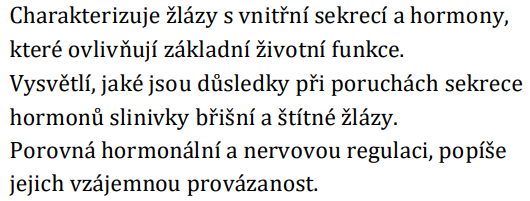 Charakterizuje žlázy s vnitřní sekrecí a hormony,
které ovlivňují základní životní funkce.
Vysvětlí, jaké jsou důsledky při poruchách sekrece
hormonů slinivky břišní a štítné žlázy.
Porovná hormonální a nervovou regulaci, popíše
jejich vzájemnou provázanost.